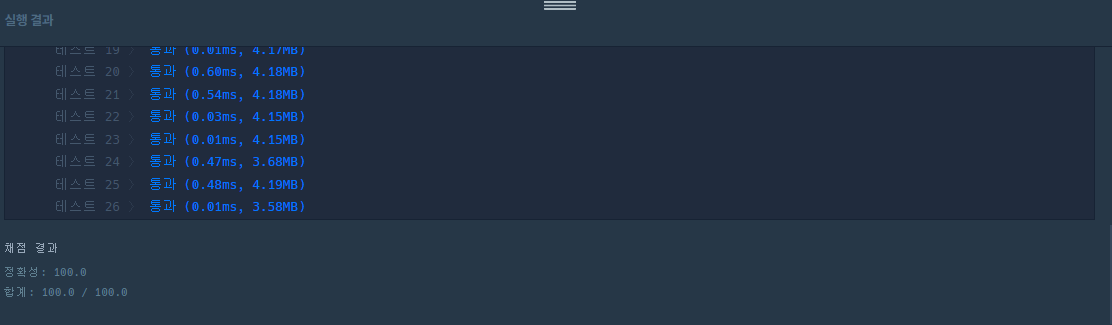 실행 결과
테스트 19 > 통과 (0.01ms, 4.17MB)
테스트 20 > 통과 (0.60ms, 4.18MB)
테스트 21 > 통과 (0.54ms, 4.18MB)
테스트 22 > 통과 (0.03ms, 4.15MB)
테스트 23 > 통과 (0.01ms, 4.15MB)
테스트 24 > 통과 (0.47ms, 3.68MB)
테스트 25 > 통과 (0.48ms, 4.19MB)
테스트 26 > 통과 (0.01ms, 3.58MB)
채점 결과
정확성: 100.0
합계: 100.0 / 100.0